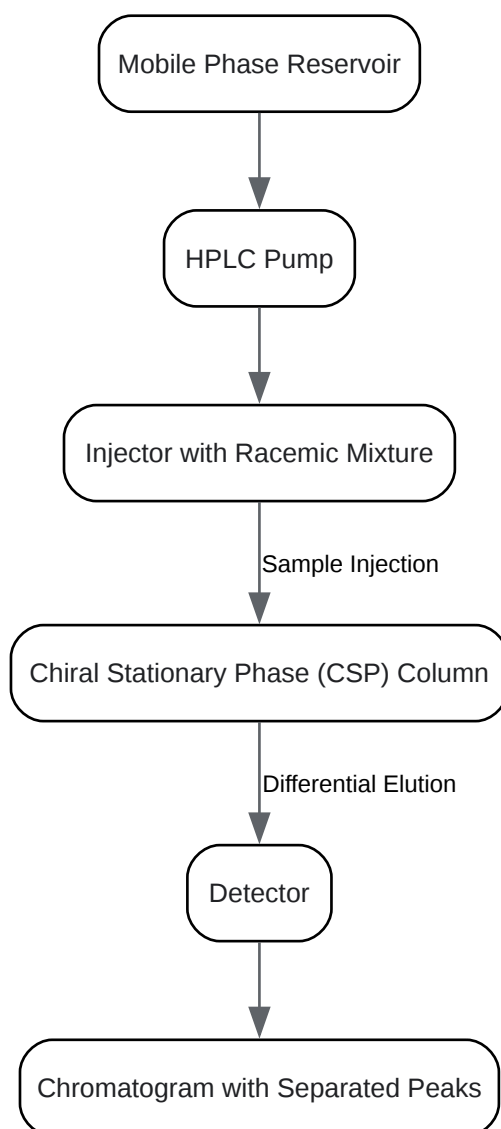 Mobile Phase Reservoir
HPLC Pump
Injector with Racemic Mixture
Sample Injection
Chiral Stationary Phase (CSP) Column
Differential Elution
Detector
Chromatogram with Separated Peaks